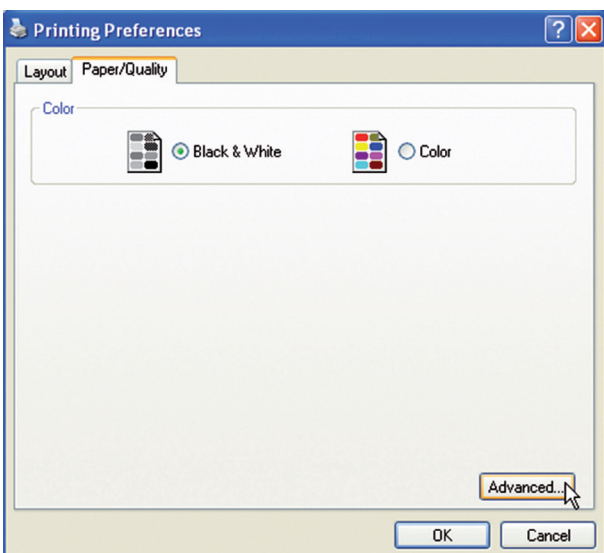 Printing Preferences
Layout Paper/Quality
Color
Black & White Color
Advanced...
OK Cancel